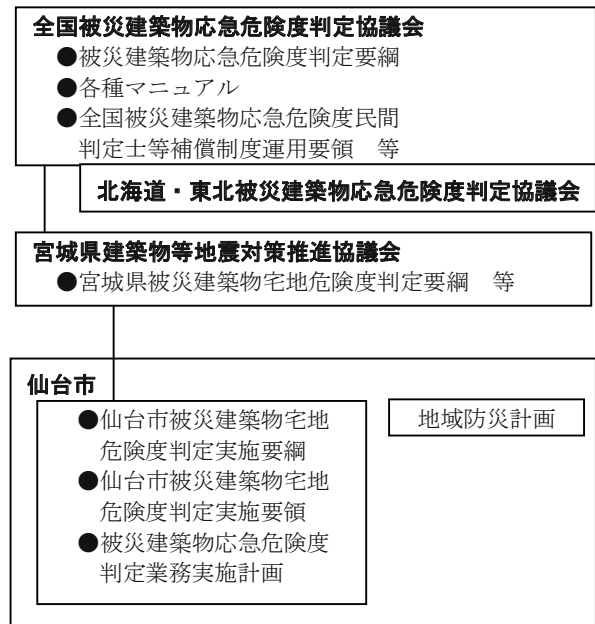 全国被災建築物応急危険度判定協議会
●被災建築物応急危険度判定要綱
●各種マニュアル
●全国被災建築物応急危険度民間
判定士等補償制度運用要領　等
北海道・東北被災建築物応急危険度判定協議会
宮城県建築物等地震対策推進協議会
●宮城県被災建築物宅地危険度判定要綱　等
仙台市
●仙台市被災建築物宅地
危険度判定実施要綱
●仙台市被災建築物宅地
危険度判定実施要領
●被災建築物応急危険度
判定業務実施計画
地域防災計画